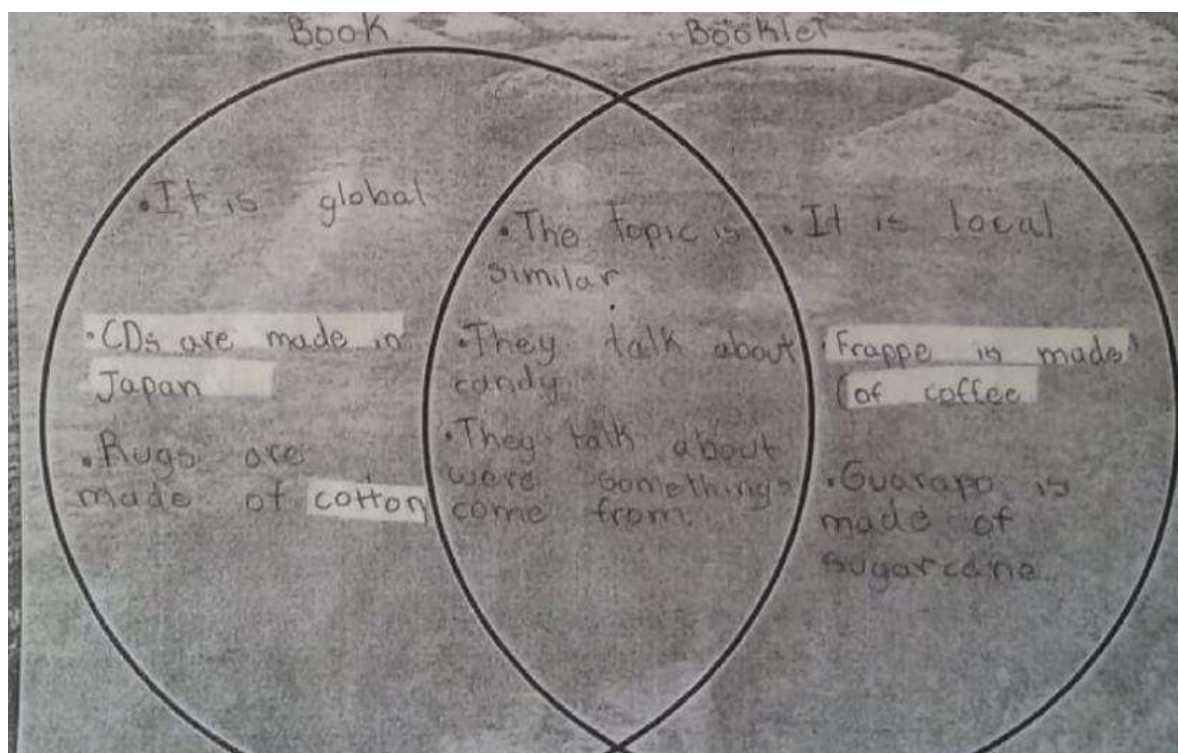 Book
Booklet
• It is global
• CDs are made in
Japan
• Rugs are
made of cotton
• The topic is
similar
• They talk about
candy
• They talk about
were somethings
come from.
• It is local
• Frappe is made
of coffee
• Guarapo is
made of
sugarcane.